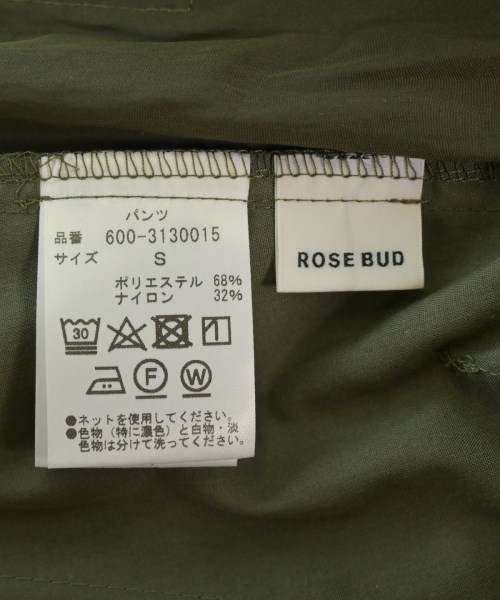 パンツ
品番 600-3130015
サイズ S
ポリエステル 68%
ナイロン 32%
30
F W
●ネットを使用してください。
●色物（特に濃色）と白物・淡
色物は分けて洗ってください。
ROSE BUD